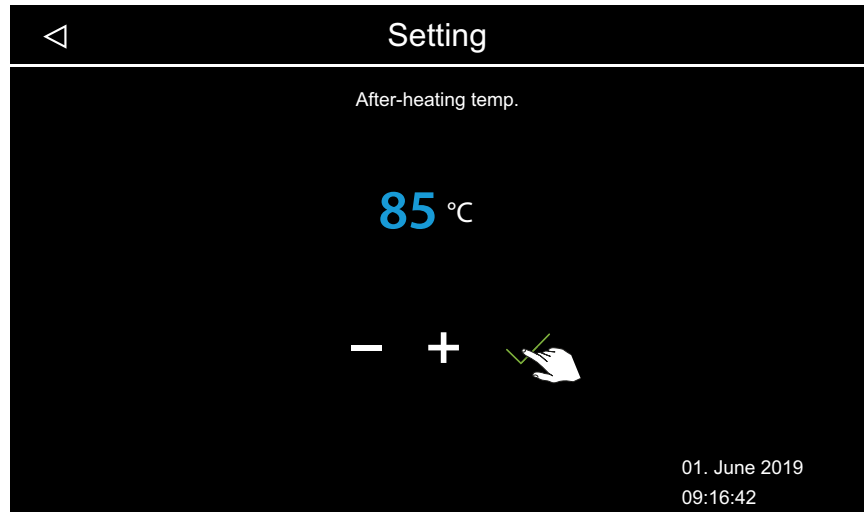 Setting
After-heating temp.
85 °C
01. June 2019
09:16:42